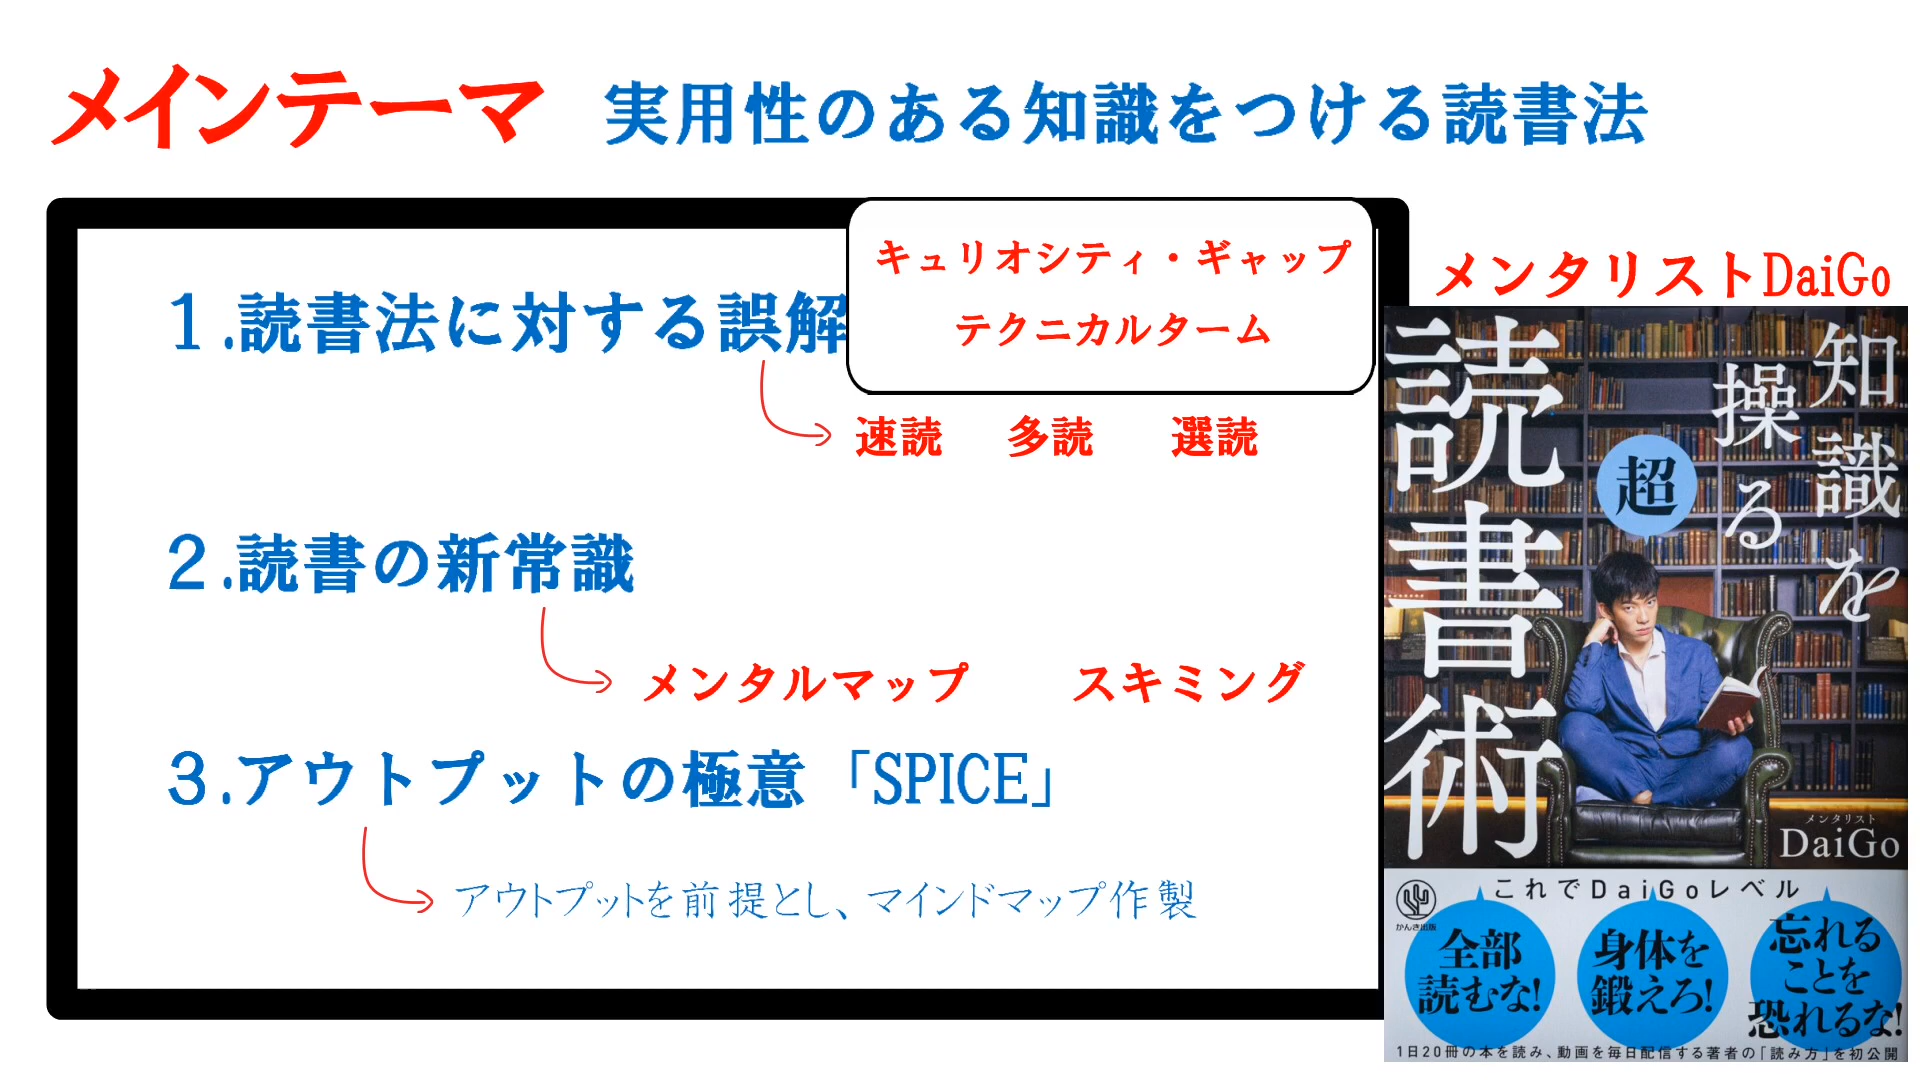 メインテーマ 実用性のある知識をつける読書法
キュリオシティ・ギャップ
テクニカルターム
1.読書法に対する誤解
速読 多読 選読
2.読書の新常識
メンタルマップ スキミング
3.アウトプットの極意「SPICE」
アウトプットを前提とし、マインドマップ作製
メンタリストDaiGo
知識を
操る
超
読書術
メンタリスト
DaiGo
これでDaiGoレベル
かんき出版
全部
読むな!
身体を
鍛えろ!
忘れる
ことを
恐れるな!
1日20冊の本を読み、動画を毎日配信する著者の「読み方」を初公開